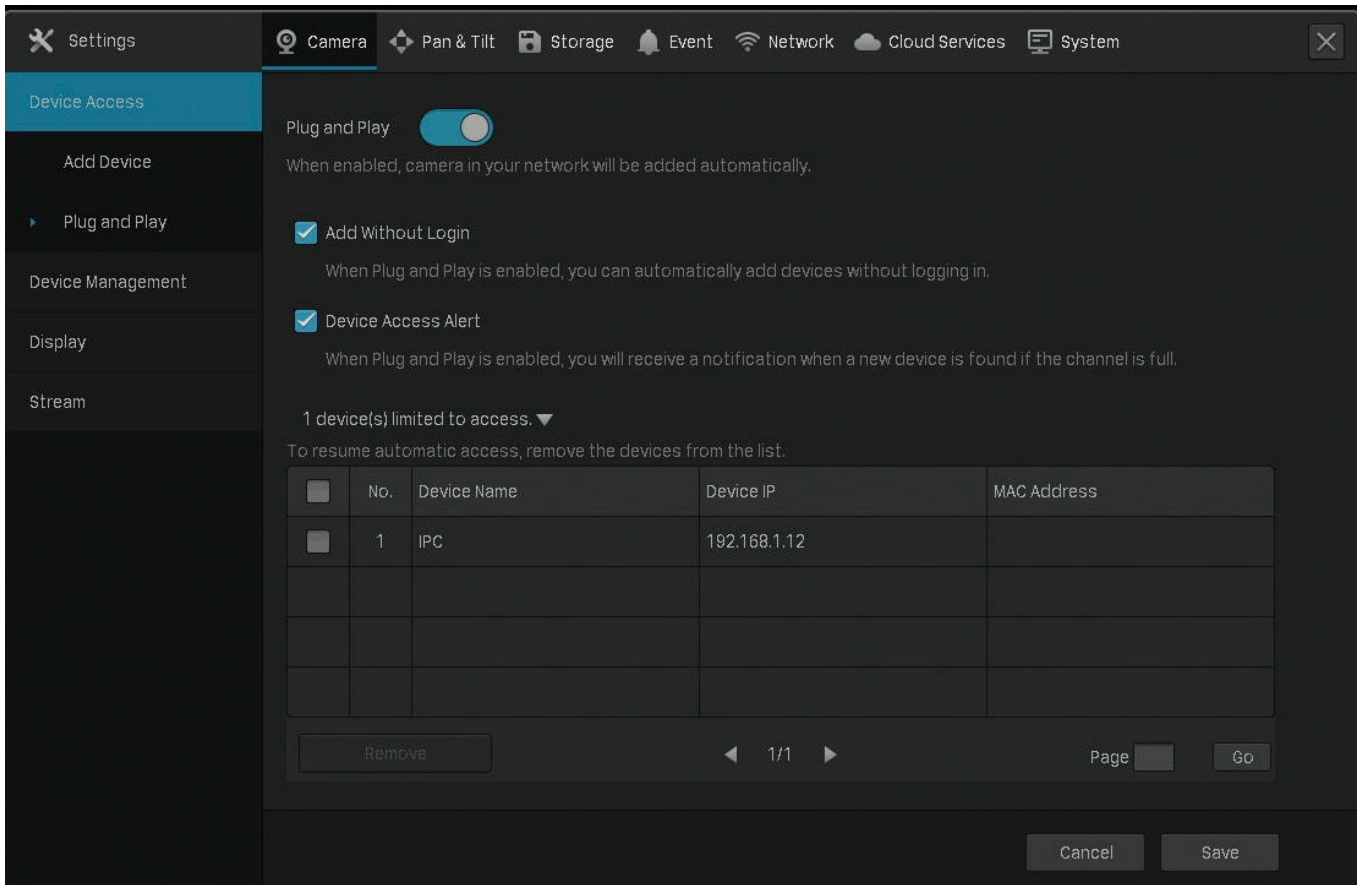 Settings
Camera
Pan & Tilt
Storage
Event
Network
Cloud Services
System
Device Access
Add Device
Plug and Play
Device Management
Display
Stream
Plug and Play
When enabled, camera in your network will be added automatically.
Add Without Login
When Plug and Play is enabled, you can automatically add devices without logging in.
Device Access Alert
When Plug and Play is enabled, you will receive a notification when a new device is found if the channel is full.
1 device(s) limited to access.
To resume automatic access, remove the devices from the list.
No. Device Name Device IP MAC Address
1 IPC 192.168.1.12
Remove 1/1 Page Go
Cancel Save